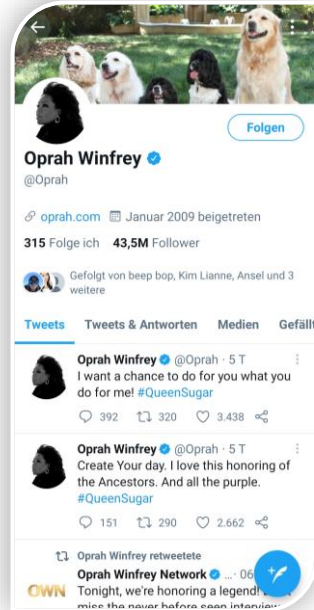 Folgen
Oprah Winfrey
@Oprah
oprah.com Januar 2009 beigetreten
315 Folge ich 43,5M Follower
Gefolgt von beep bop, Kim Lianne, Ansel und 3
weitere
Tweets Tweets & Antworten Medien Gefällt
Oprah Winfrey @Oprah · 5 T
I want a chance to do for you what you
do for me! #QueenSugar
392 320 3.438
Oprah Winfrey @Oprah · 5 T
Create Your day. I love this honoring of
the Ancestors. And all the purple.
#QueenSugar
151 290 2.662
Oprah Winfrey retweetete
OWN
Oprah Winfrey Network ... · 06
Tonight, we're honoring a legend!
miss the never before seen interview